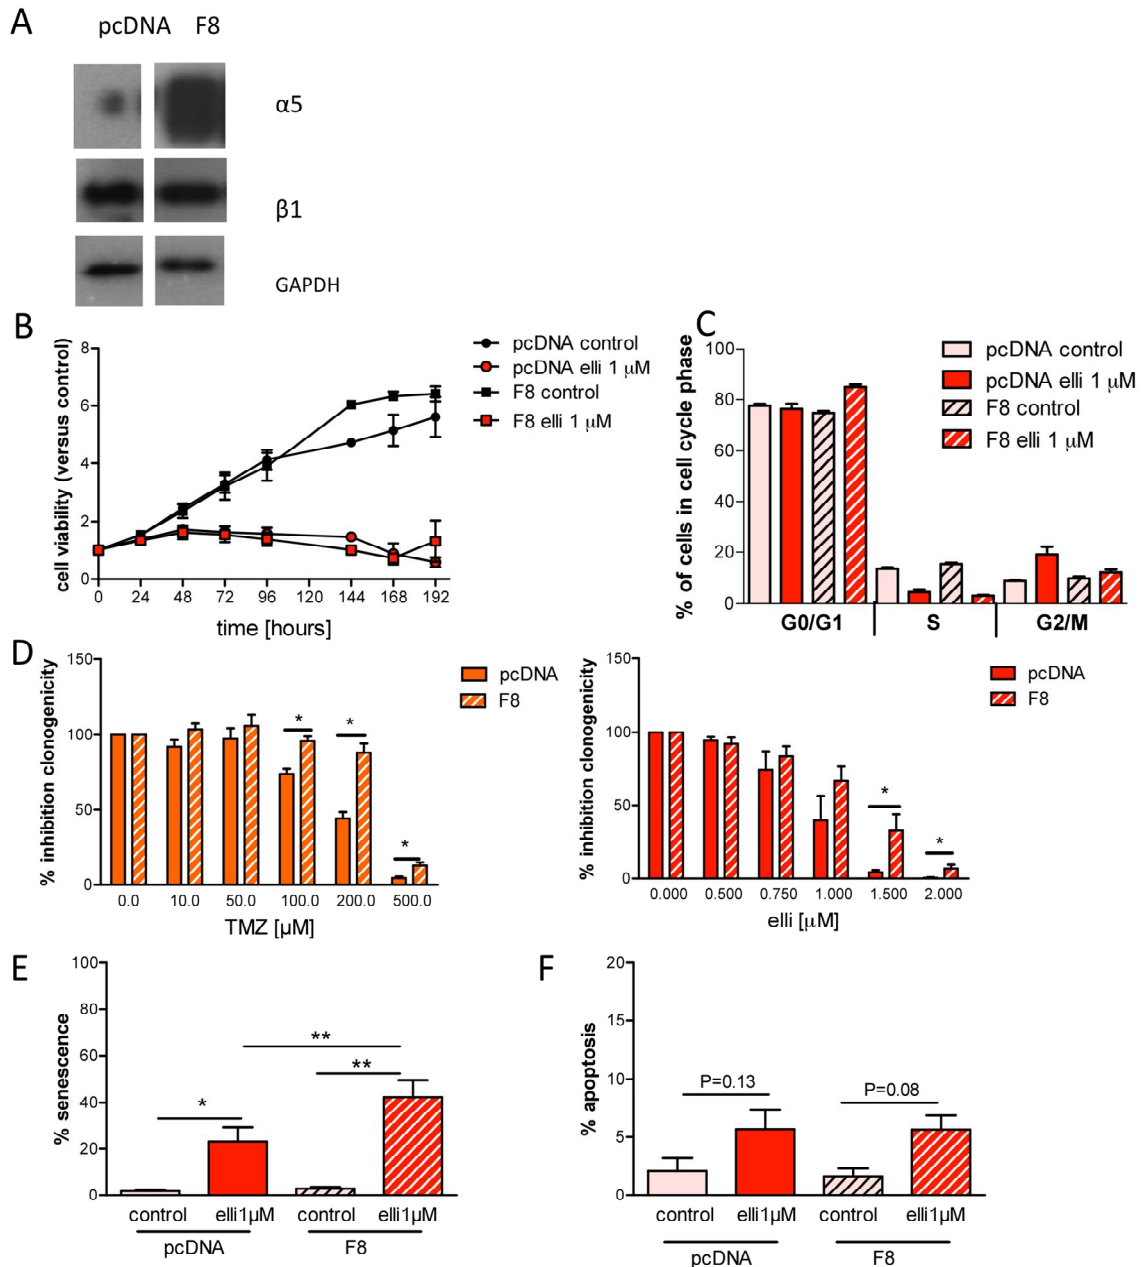 A
pcDNA F8
α5
β1
GAPDH
B
cell viability (versus control)
8
6
4
2
0
0 24 48 72 96 120 144 168 192
time [hours]
pcDNA control
pcDNA elli 1 μM
F8 control
F8 elli 1 μM
C
% of cells in cell cycle phase
100
80
60
40
20
0
G0/G1 S G2/M
pcDNA control
pcDNA elli 1 μM
F8 control
F8 elli 1 μM
D
% inhibition clonogenicity
150
100
50
0
* * *
0.0 10.0 50.0 100.0 200.0 500.0
TMZ [μM]
pcDNA
F8
% inhibition clonogenicity
150
100
50
0
* *
0.000 0.500 0.750 1.000 1.500 2.000
elli [μM]
pcDNA
F8
E
% senescence
100
80
60
40
20
0
**
**
*
control elli1μM control elli1μM
pcDNA F8
F
% apoptosis
20
15
10
5
0
P=0.13 P=0.08
control elli1μM control elli1μM
pcDNA F8